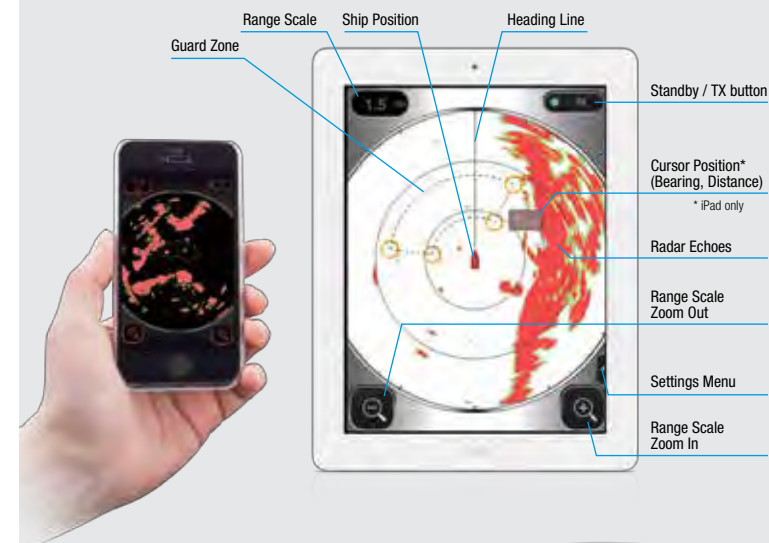 Range Scale
Ship Position
Heading Line
Guard Zone
Standby / TX button
1.5
Cursor Position*
(Bearing, Distance)
* iPad only
Radar Echoes
Range Scale
Zoom Out
Settings Menu
Range Scale
Zoom In